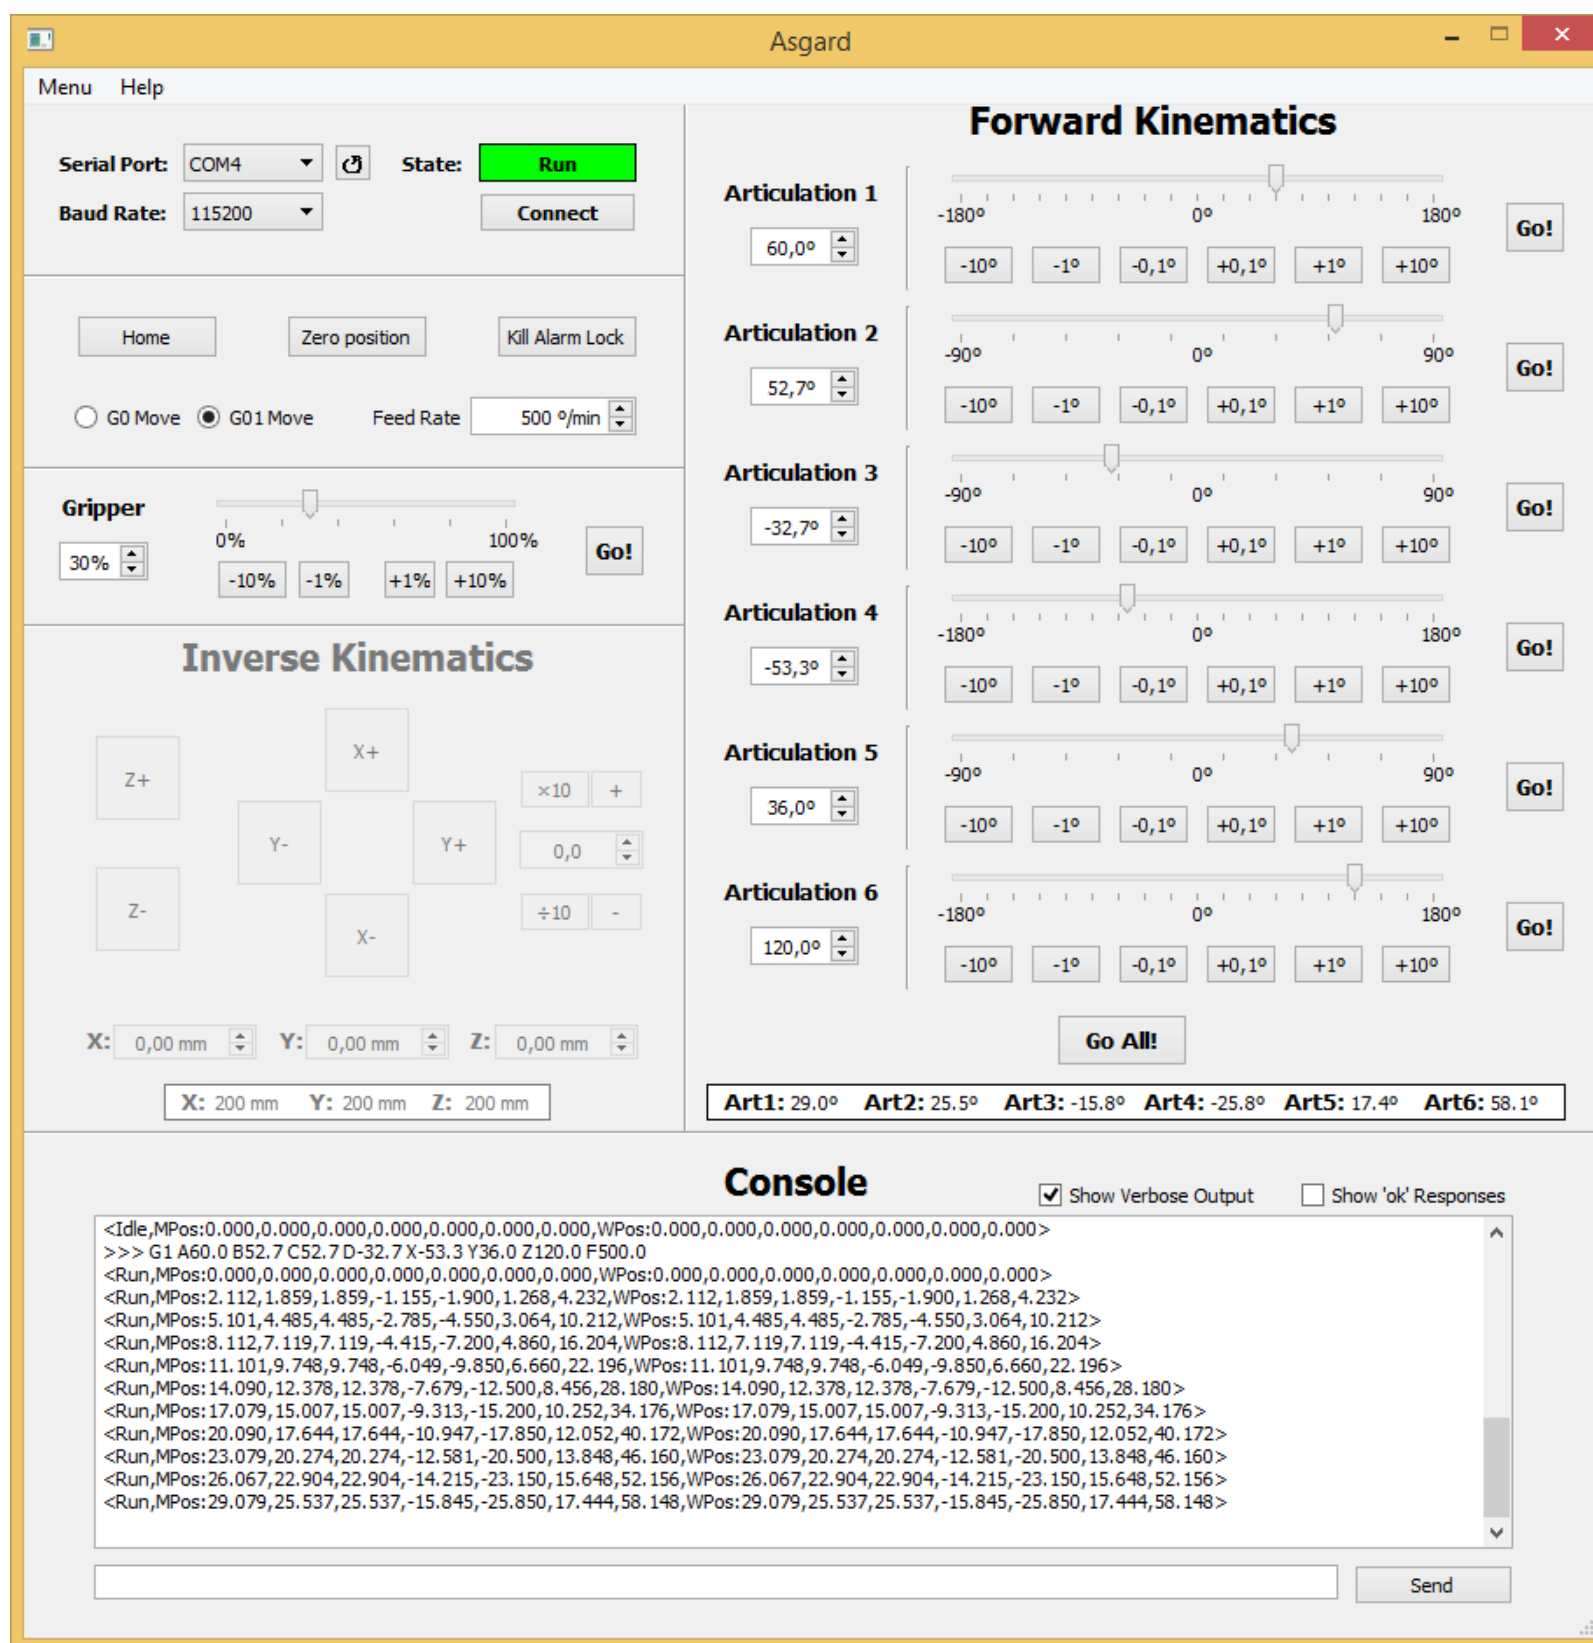 Asgard
Menu Help
Serial Port: COM4 State: Run
Baud Rate: 115200 Connect
Home Zero position Kill Alarm Lock
G0 Move G01 Move Feed Rate 500 º/min
Gripper
0% 100%
30% Go!
-10% -1% +1% +10%
Inverse Kinematics
X+
Z+
×10 +
Y- Y+
0,0
Z-
÷10 -
X-
X: 0,00 mm Y: 0,00 mm Z: 0,00 mm
X: 200 mm Y: 200 mm Z: 200 mm
Forward Kinematics
Articulation 1
-180º 0º 180º
60,0º Go!
-10º -1º -0,1º +0,1º +1º +10º
Articulation 2
-90º 0º 90º
52,7º Go!
-10º -1º -0,1º +0,1º +1º +10º
Articulation 3
-90º 0º 90º
-32,7º Go!
-10º -1º -0,1º +0,1º +1º +10º
Articulation 4
-180º 0º 180º
-53,3º Go!
-10º -1º -0,1º +0,1º +1º +10º
Articulation 5
-90º 0º 90º
36,0º Go!
-10º -1º -0,1º +0,1º +1º +10º
Articulation 6
-180º 0º 180º
120,0º Go!
-10º -1º -0,1º +0,1º +1º +10º
Go All!
Art1: 29.0º Art2: 25.5º Art3: -15.8º Art4: -25.8º Art5: 17.4º Art6: 58.1º
Console
Show Verbose Output Show 'ok' Responses
<Idle,MPos:0.000,0.000,0.000,0.000,0.000,0.000,0.000,WPos:0.000,0.000,0.000,0.000,0.000,0.000,0.000>
>>> G1 A60.0 B52.7 C52.7 D-32.7 X-53.3 Y36.0 Z120.0 F500.0
<Run,MPos:0.000,0.000,0.000,0.000,0.000,0.000,0.000,WPos:0.000,0.000,0.000,0.000,0.000,0.000,0.000>
<Run,MPos:2.112,1.859,1.859,-1.155,-1.900,1.268,4.232,WPos:2.112,1.859,1.859,-1.155,-1.900,1.268,4.232>
<Run,MPos:5.101,4.485,4.485,-2.785,-4.550,3.064,10.212,WPos:5.101,4.485,4.485,-2.785,-4.550,3.064,10.212>
<Run,MPos:8.112,7.119,7.119,-4.415,-7.200,4.860,16.204,WPos:8.112,7.119,7.119,-4.415,-7.200,4.860,16.204>
<Run,MPos:11.101,9.748,9.748,-6.049,-9.850,6.660,22.196,WPos:11.101,9.748,9.748,-6.049,-9.850,6.660,22.196>
<Run,MPos:14.090,12.378,12.378,-7.679,-12.500,8.456,28.180,WPos:14.090,12.378,12.378,-7.679,-12.500,8.456,28.180>
<Run,MPos:17.079,15.007,15.007,-9.313,-15.200,10.252,34.176,WPos:17.079,15.007,15.007,-9.313,-15.200,10.252,34.176>
<Run,MPos:20.090,17.644,17.644,-10.947,-17.850,12.052,40.172,WPos:20.090,17.644,17.644,-10.947,-17.850,12.052,40.172>
<Run,MPos:23.079,20.274,20.274,-12.581,-20.500,13.848,46.160,WPos:23.079,20.274,20.274,-12.581,-20.500,13.848,46.160>
<Run,MPos:26.067,22.904,22.904,-14.215,-23.150,15.648,52.156,WPos:26.067,22.904,22.904,-14.215,-23.150,15.648,52.156>
<Run,MPos:29.079,25.537,25.537,-15.845,-25.850,17.444,58.148,WPos:29.079,25.537,25.537,-15.845,-25.850,17.444,58.148>
Send